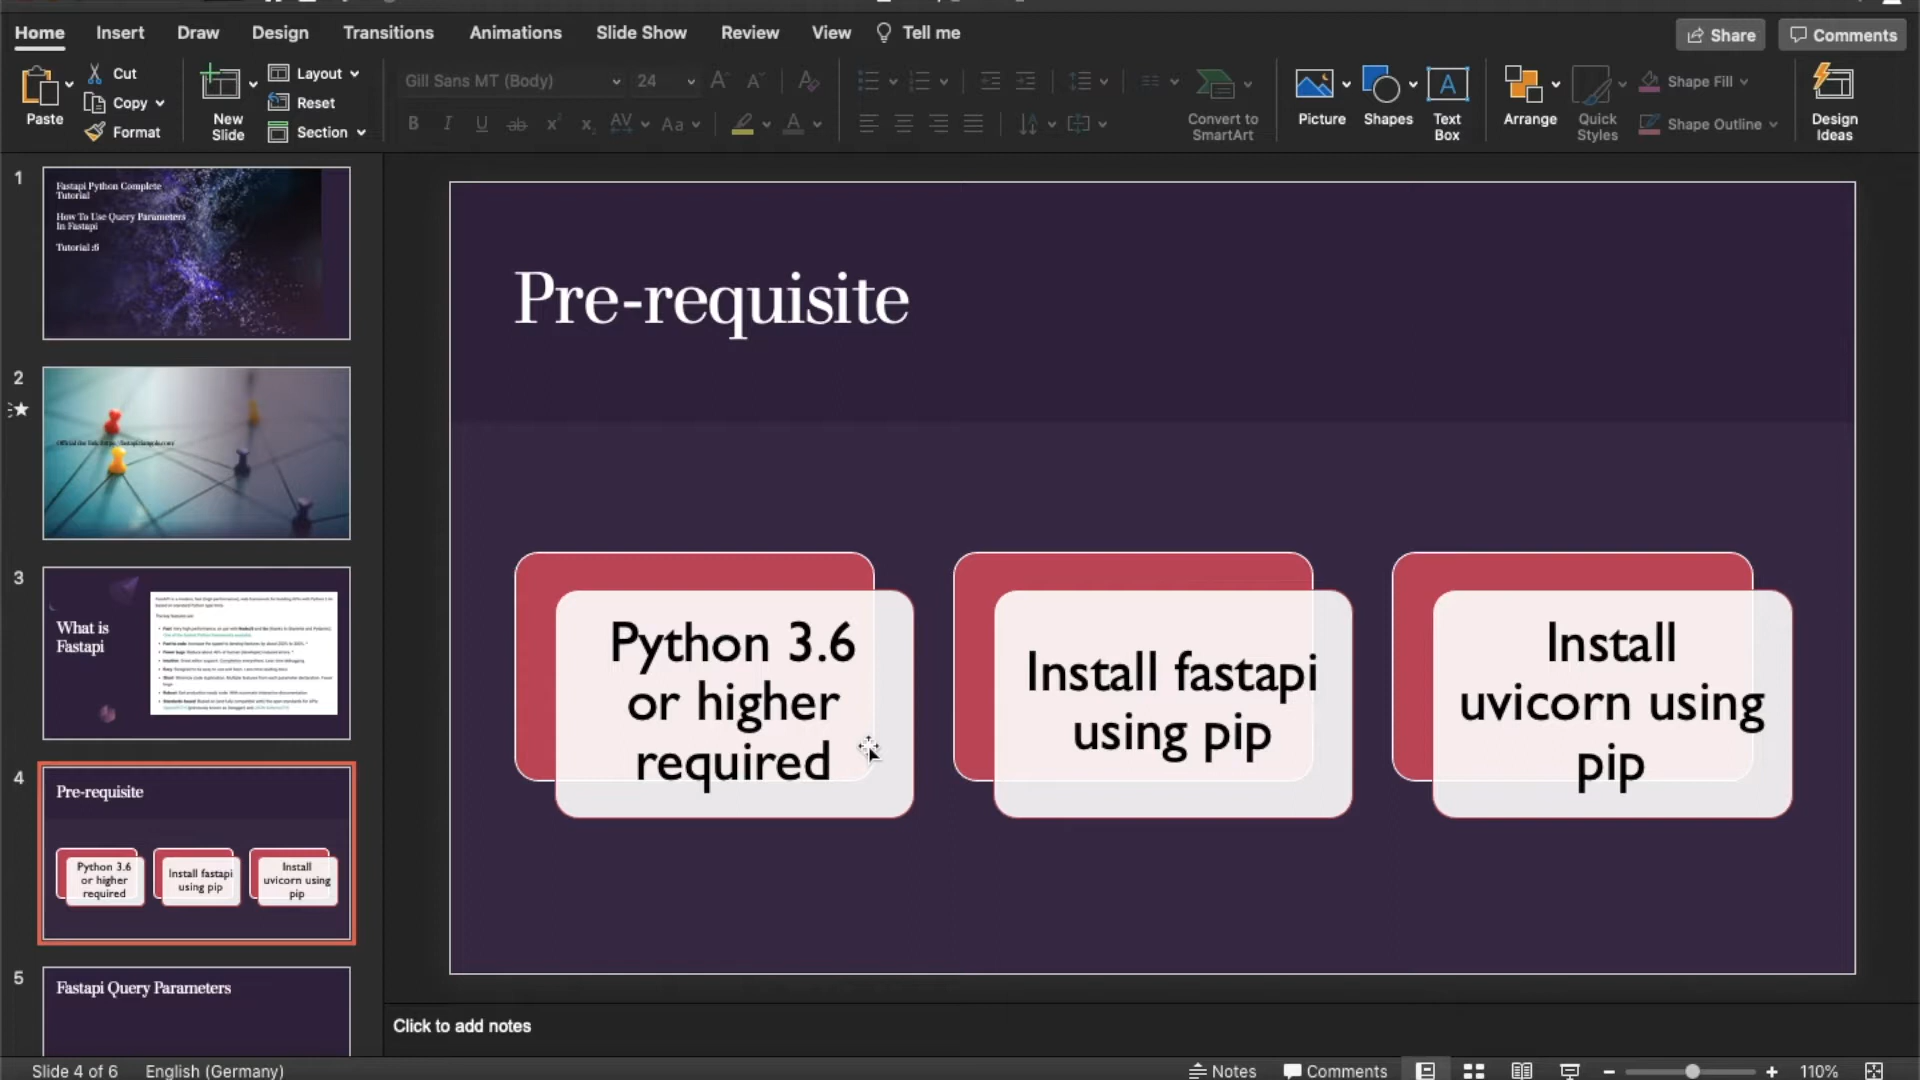 Home Insert Draw Design Transitions Animations Slide Show Review View Tell me Share Comments
Paste Cut Copy Format
New Slide Layout Reset Section
Gill Sans MT (Body) 24
Convert to SmartArt
Picture Shapes Text Box
Arrange Quick Styles Shape Fill Shape Outline
Design Ideas
1
Fastapi Python Complete
Tutorial
How To Use Query Parameters
In Fastapi
Tutorial :6
2
3
What is
Fastapi
4
Pre-requisite
Python 3.6
or higher
required
Install fastapi
using pip
Install
uvicorn using
pip
5
Fastapi Query Parameters
Pre-requisite
Python 3.6
or higher
required
Install fastapi
using pip
Install
uvicorn using
pip
Click to add notes
Slide 4 of 6 English (Germany) Notes Comments 110%